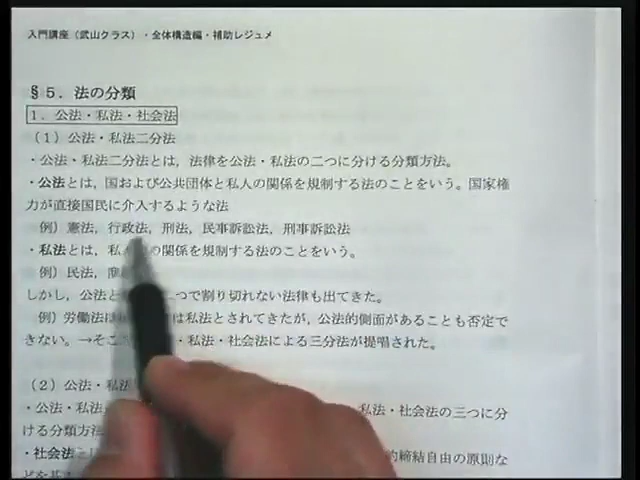 入門講座（武山クラス）・全体構造編・補助レジュメ
§５．法の分類
１．公法・私法・社会法
（１）公法・私法二分法
・公法・私法二分法とは，法律を公法・私法の二つに分ける分類方法。
・公法とは，国および公共団体と私人の関係を規制する法のことをいう。国家権
力が直接国民に介入するような法
例）憲法，行政法，刑法，民事訴訟法，刑事訴訟法
・私法とは，私人 の関係を規制する法のことをいう。
例）民法，商
しかし，公法と 二つで割り切れない法律も出てきた。
例）労働法は は私法とされてきたが，公法的側面があることも否定で
きない。→そこ ・私法・社会法による三分法が提唱された。
（２）公法・私法
・公法・私法 私法・社会法の三つに分
ける分類方法
・社会法と 約締結自由の原則な